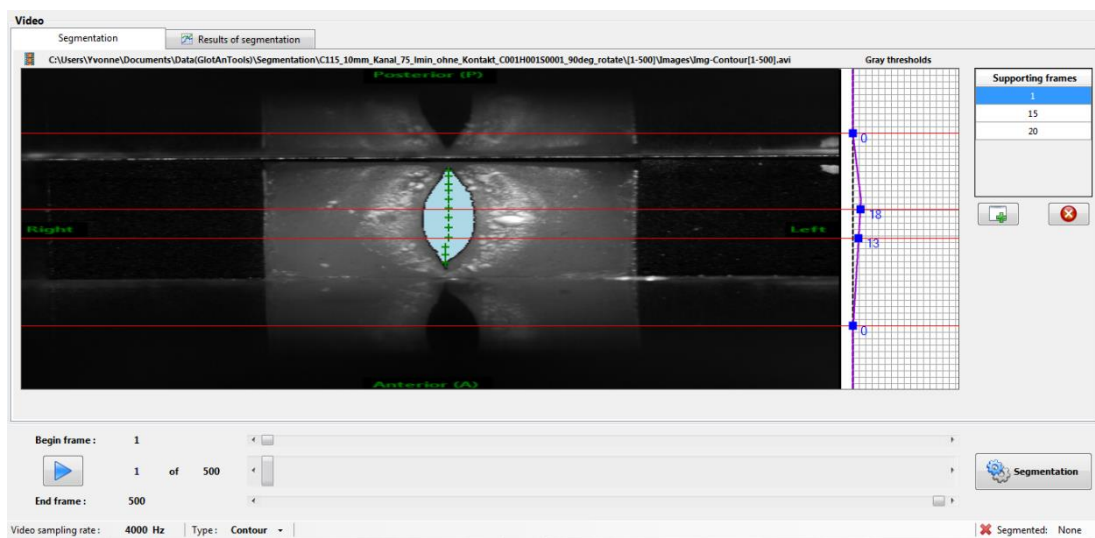 Video
Segmentation
Results of segmentation
C:\Users\Yvonne\Documents\Data(GlotAnTools)\Segmentation\C115_10mm_Kanal_75_lmin_ohne_Kontakt_C001H001S0001_90deg_rotate\[1-500]\Images\Img-Contour[1-500].avi
Gray thresholds
Supporting frames
1
15
20
Posterior (P)
0
18
Right
Left
13
0
Anterior (A)
Begin frame : 1
1 of 500
Segmentation
End frame : 500
Video sampling rate : 4000 Hz Type : Contour
Segmented: None